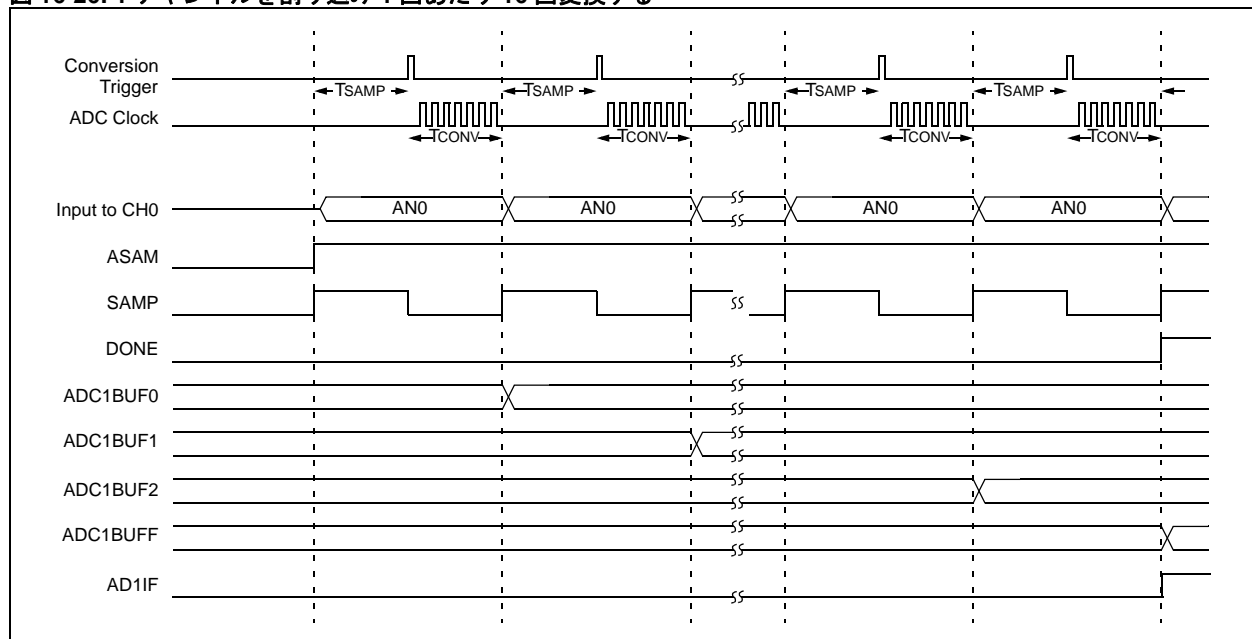 Conversion Trigger
TSAMP TSAMP TSAMP TSAMP
ADC Clock
TCONV TCONV TCONV TCONV
Input to CH0 AN0 AN0 AN0 AN0
ASAM
SAMP
DONE
ADC1BUF0
ADC1BUF1
ADC1BUF2
ADC1BUFF
AD1IF